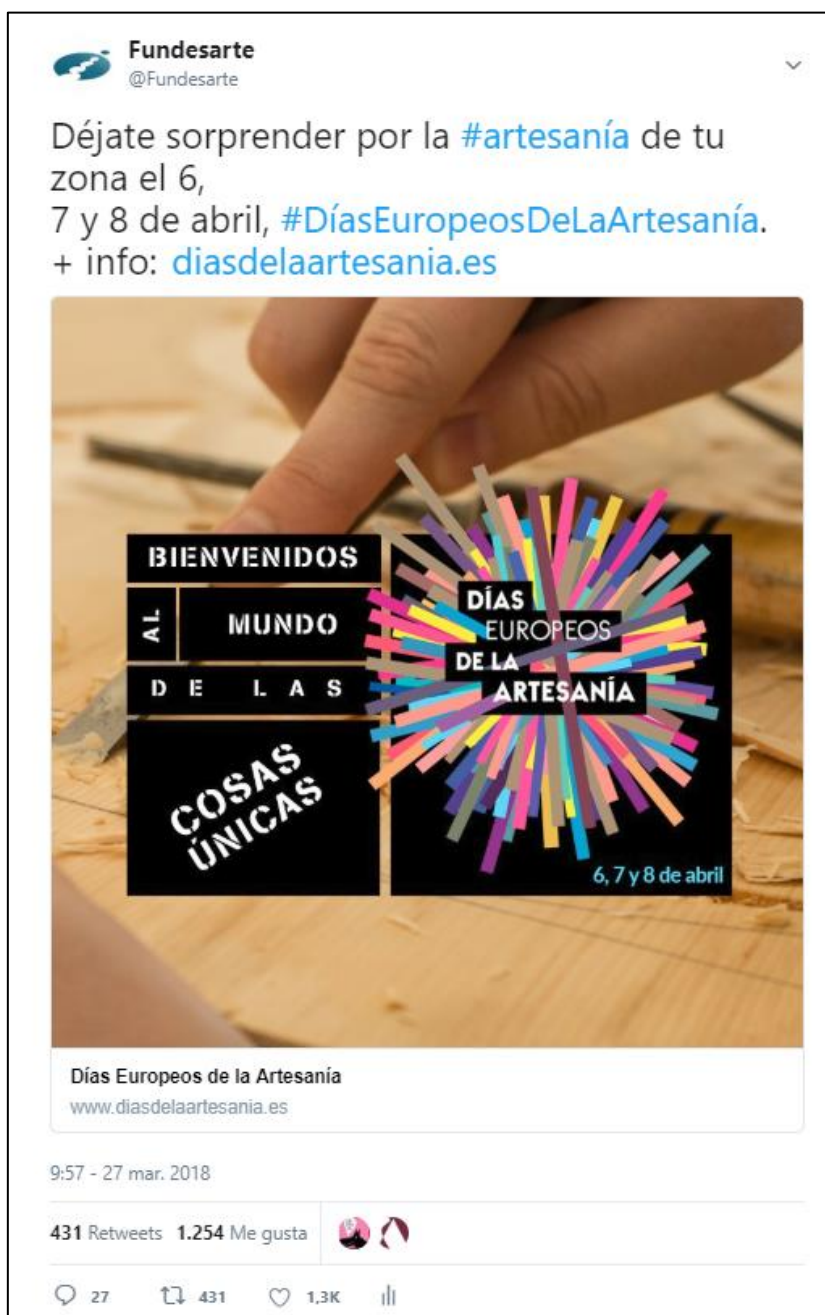 Fundesarte
@Fundesarte
Déjate sorprender por la #artesanía de tu
zona el 6,
7 y 8 de abril, #DíasEuropeosDeLaArtesanía.
+ info: diasdelaartesania.es
BIENVENIDOS
AL MUNDO
DE LAS
COSAS
ÚNICAS
DÍAS
EUROPEOS
DE LA
ARTESANÍA
6, 7 y 8 de abril
Días Europeos de la Artesanía
www.diasdelaartesania.es
9:57 - 27 mar. 2018
431 Retweets 1.254 Me gusta
27 431 1,3K